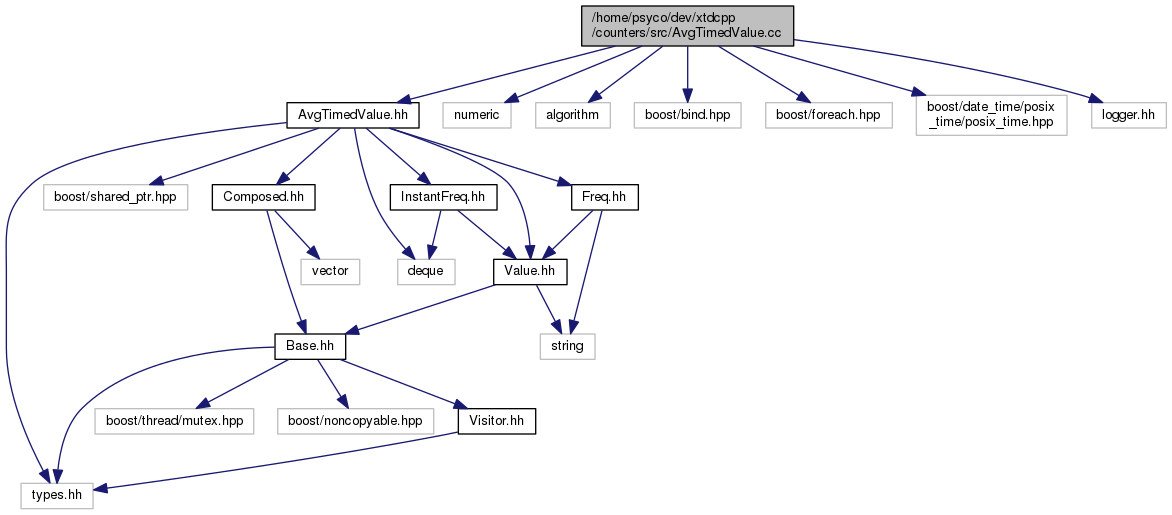 /home/psyco/dev/xtdcpp
/counters/src/AvgTimedValue.cc
AvgTimedValue.hh
numeric
algorithm
boost/bind.hpp
boost/foreach.hpp
boost/date_time/posix
_time/posix_time.hpp
logger.hh
boost/shared_ptr.hpp
Composed.hh
InstantFreq.hh
Freq.hh
vector
deque
Value.hh
Base.hh
string
boost/thread/mutex.hpp
boost/noncopyable.hpp
Visitor.hh
types.hh